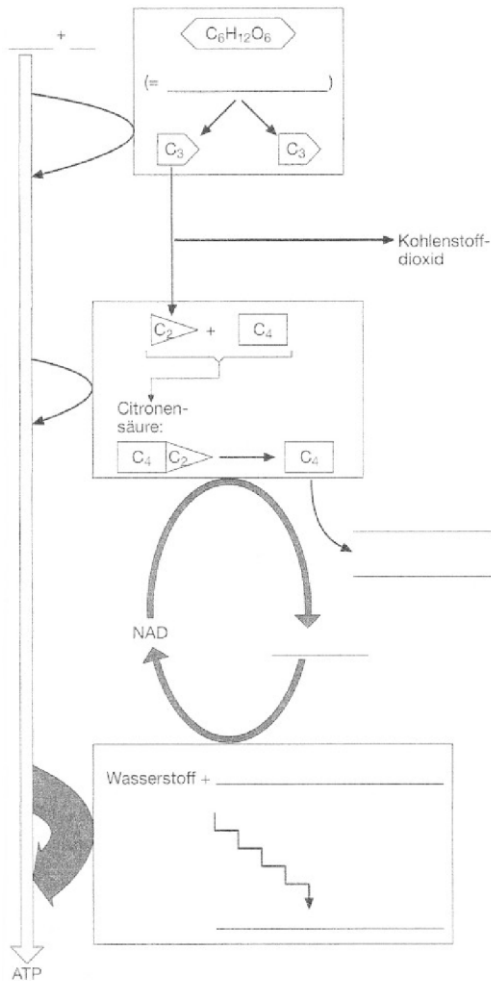 +
C₆H₁₂O₆
(= )
C₃ C₃
Kohlenstoff-
dioxid
C₂ + C₄
Citronen-
säure:
C₄ C₂ C₄
NAD
Wasserstoff +
ATP